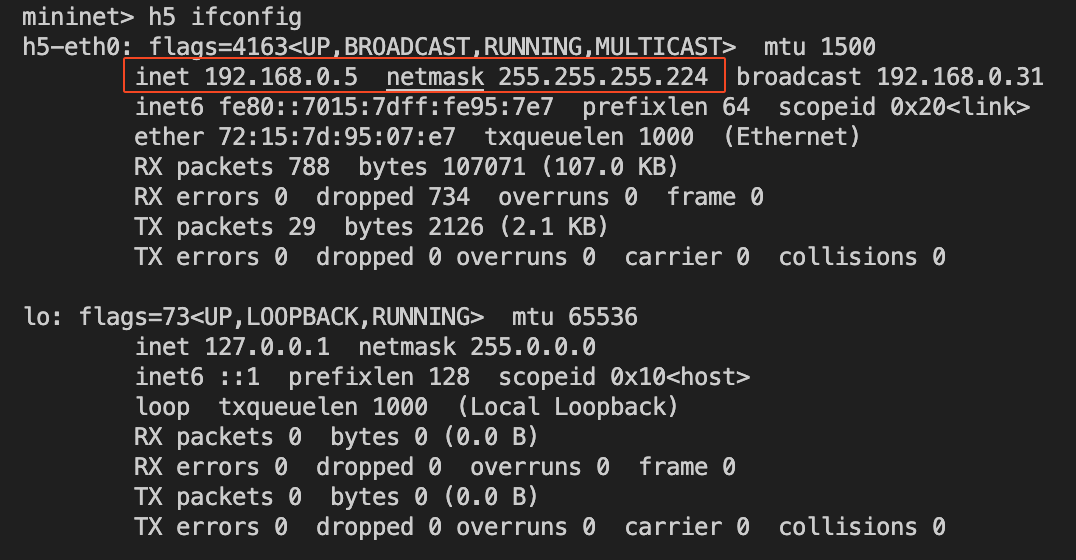 mininet> h5 ifconfig
h5-eth0: flags=4163<UP,BROADCAST,RUNNING,MULTICAST>  mtu 1500
        inet 192.168.0.5  netmask 255.255.255.224  broadcast 192.168.0.31
        inet6 fe80::7015:7dff:fe95:7e7  prefixlen 64  scopeid 0x20<link>
        ether 72:15:7d:95:07:e7  txqueuelen 1000  (Ethernet)
        RX packets 788  bytes 107071 (107.0 KB)
        RX errors 0  dropped 734  overruns 0  frame 0
        TX packets 29  bytes 2126 (2.1 KB)
        TX errors 0  dropped 0 overruns 0  carrier 0  collisions 0

lo: flags=73<UP,LOOPBACK,RUNNING>  mtu 65536
        inet 127.0.0.1  netmask 255.0.0.0
        inet6 ::1  prefixlen 128  scopeid 0x10<host>
        loop  txqueuelen 1000  (Local Loopback)
        RX packets 0  bytes 0 (0.0 B)
        RX errors 0  dropped 0  overruns 0  frame 0
        TX packets 0  bytes 0 (0.0 B)
        TX errors 0  dropped 0 overruns 0  carrier 0  collisions 0